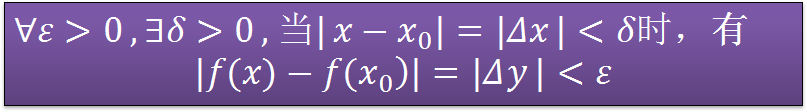 ∀ε > 0 , ∃δ > 0 , 当| x − x₀| = |Δx | < δ时，有
|f(x) − f(x₀)| = |Δy | < ε